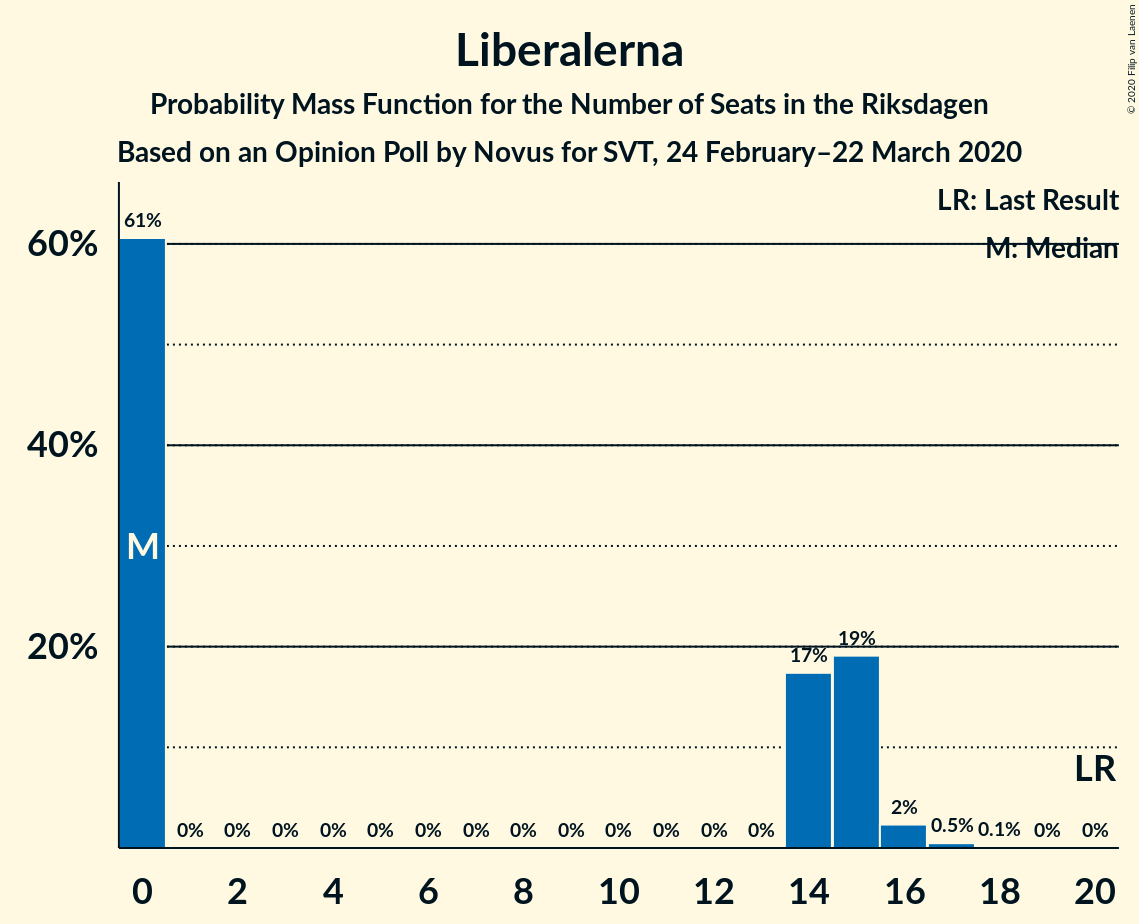 © 2020 Filip van Laenen
Liberalerna
Probability Mass Function for the Number of Seats in the Riksdagen
Based on an Opinion Poll by Novus for SVT, 24 February–22 March 2020
LR: Last Result
M: Median
61%
60%
40%
M
20%
19%
17%
LR
2%
0% 0% 0% 0% 0% 0% 0% 0% 0% 0% 0% 0% 0% 0.5% 0.1% 0% 0%
0 2 4 6 8 10 12 14 16 18 20